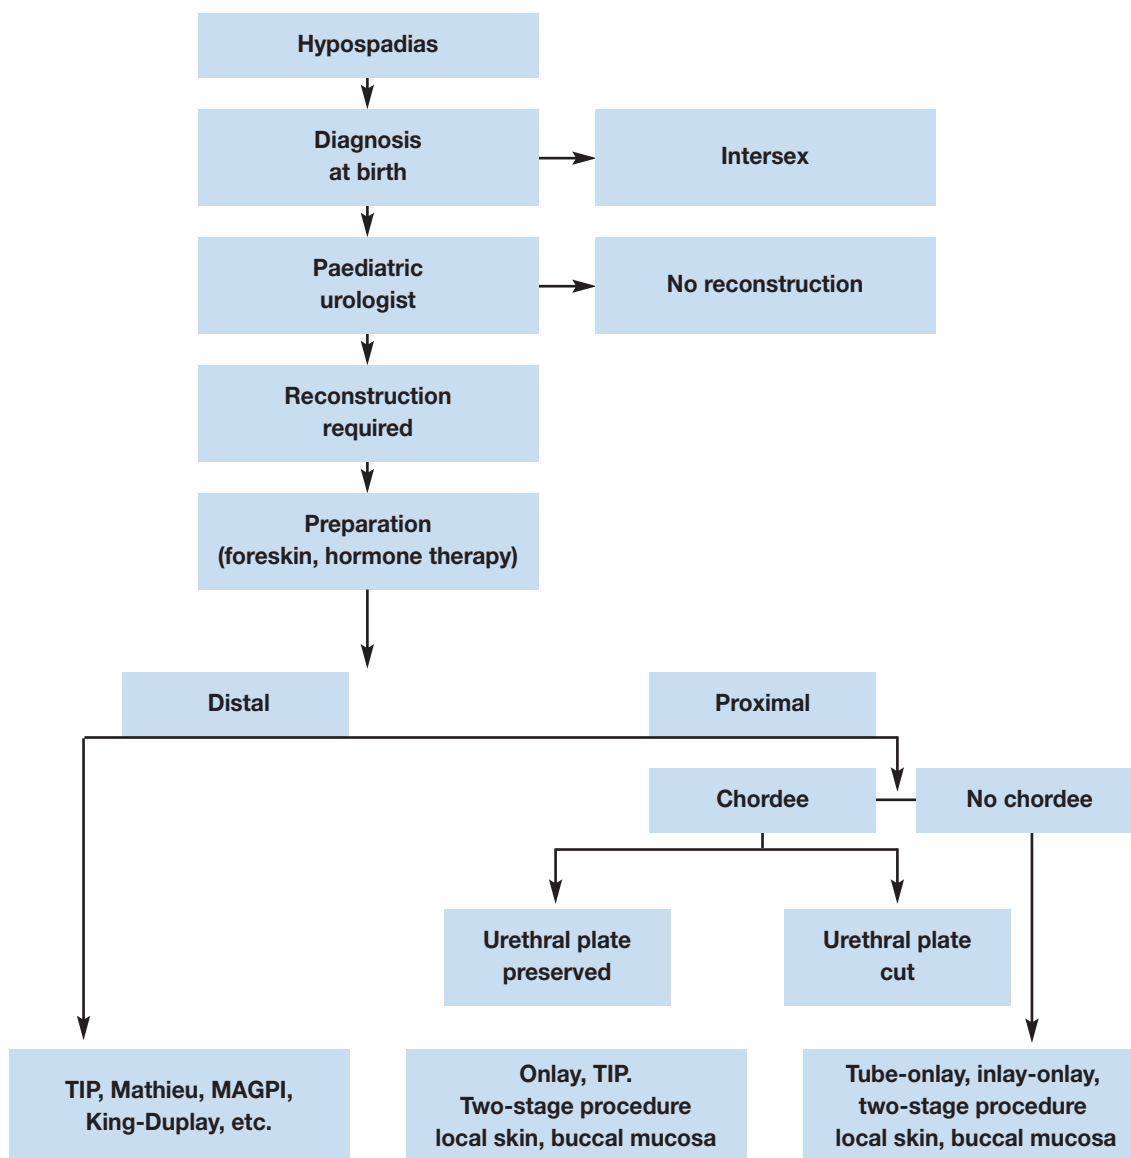 Hypospadias
Diagnosis
at birth
Intersex
Paediatric
urologist
No reconstruction
Reconstruction
required
Preparation
(foreskin, hormone therapy)
Distal
Proximal
Chordee
No chordee
Urethral plate
preserved
Urethral plate
cut
TIP, Mathieu, MAGPI,
King-Duplay, etc.
Onlay, TIP.
Two-stage procedure
local skin, buccal mucosa
Tube-onlay, inlay-onlay,
two-stage procedure
local skin, buccal mucosa